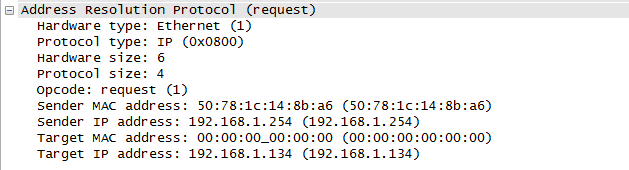 Address Resolution Protocol (request)
Hardware type: Ethernet (1)
Protocol type: IP (0x0800)
Hardware size: 6
Protocol size: 4
Opcode: request (1)
Sender MAC address: 50:78:1c:14:8b:a6 (50:78:1c:14:8b:a6)
Sender IP address: 192.168.1.254 (192.168.1.254)
Target MAC address: 00:00:00_00:00:00 (00:00:00:00:00:00)
Target IP address: 192.168.1.134 (192.168.1.134)